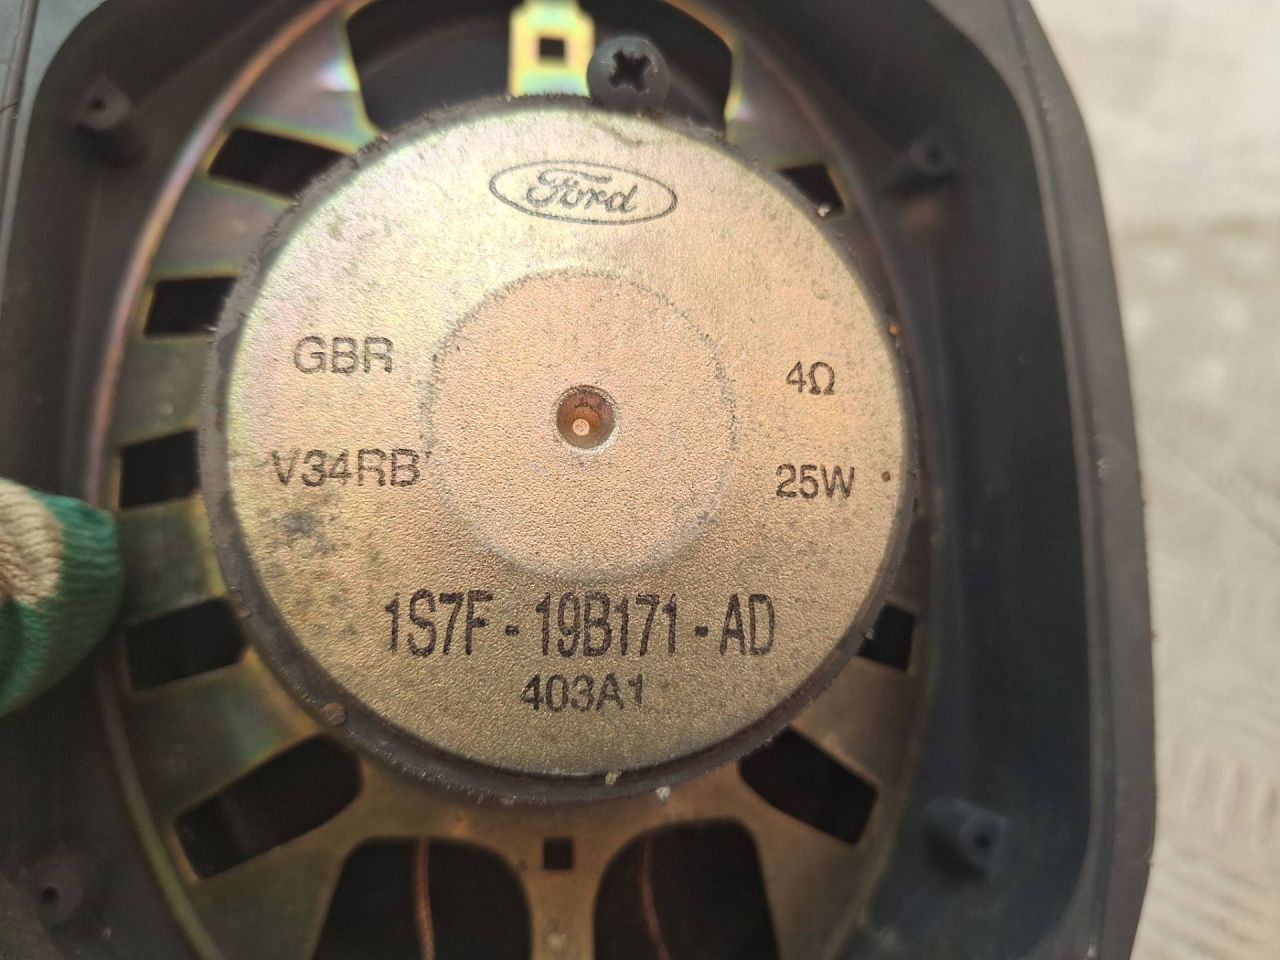 Ford
GBR
4Ω
V34RB
25W
1S7F - 19B171 - AD
403A1